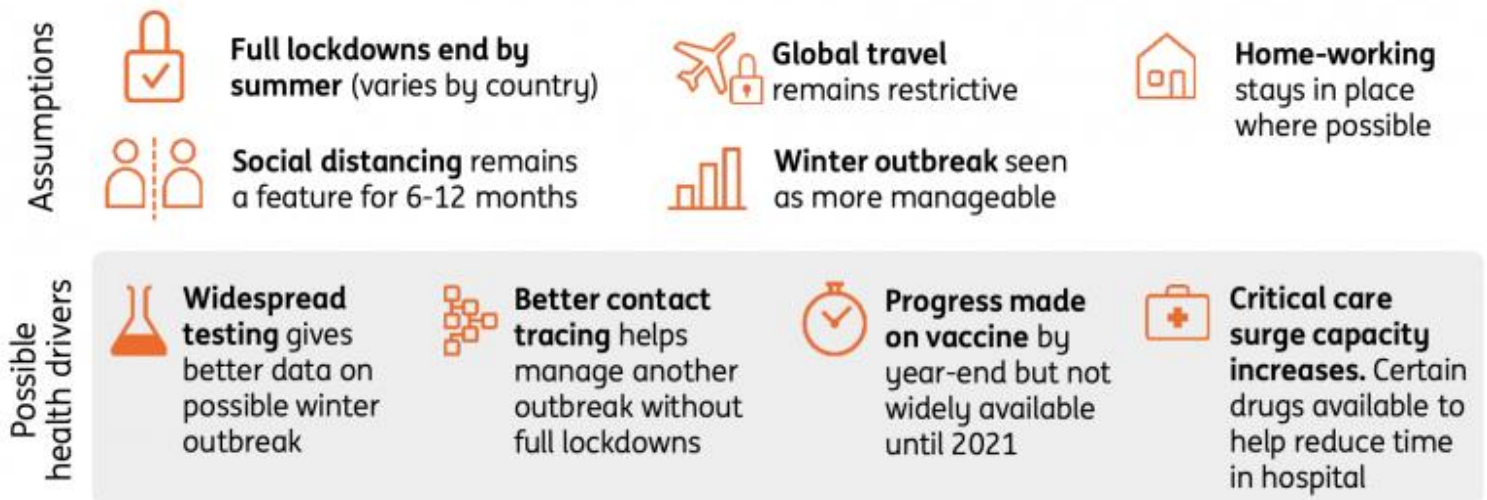 Assumptions
Full lockdowns end by
summer (varies by country)
Global travel
remains restrictive
Home-working
stays in place
where possible
Social distancing remains
a feature for 6-12 months
Winter outbreak seen
as more manageable
Possible
health drivers
Widespread
testing gives
better data on
possible winter
outbreak
Better contact
tracing helps
manage another
outbreak without
full lockdowns
Progress made
on vaccine by
year-end but not
widely available
until 2021
Critical care
surge capacity
increases. Certain
drugs available to
help reduce time
in hospital